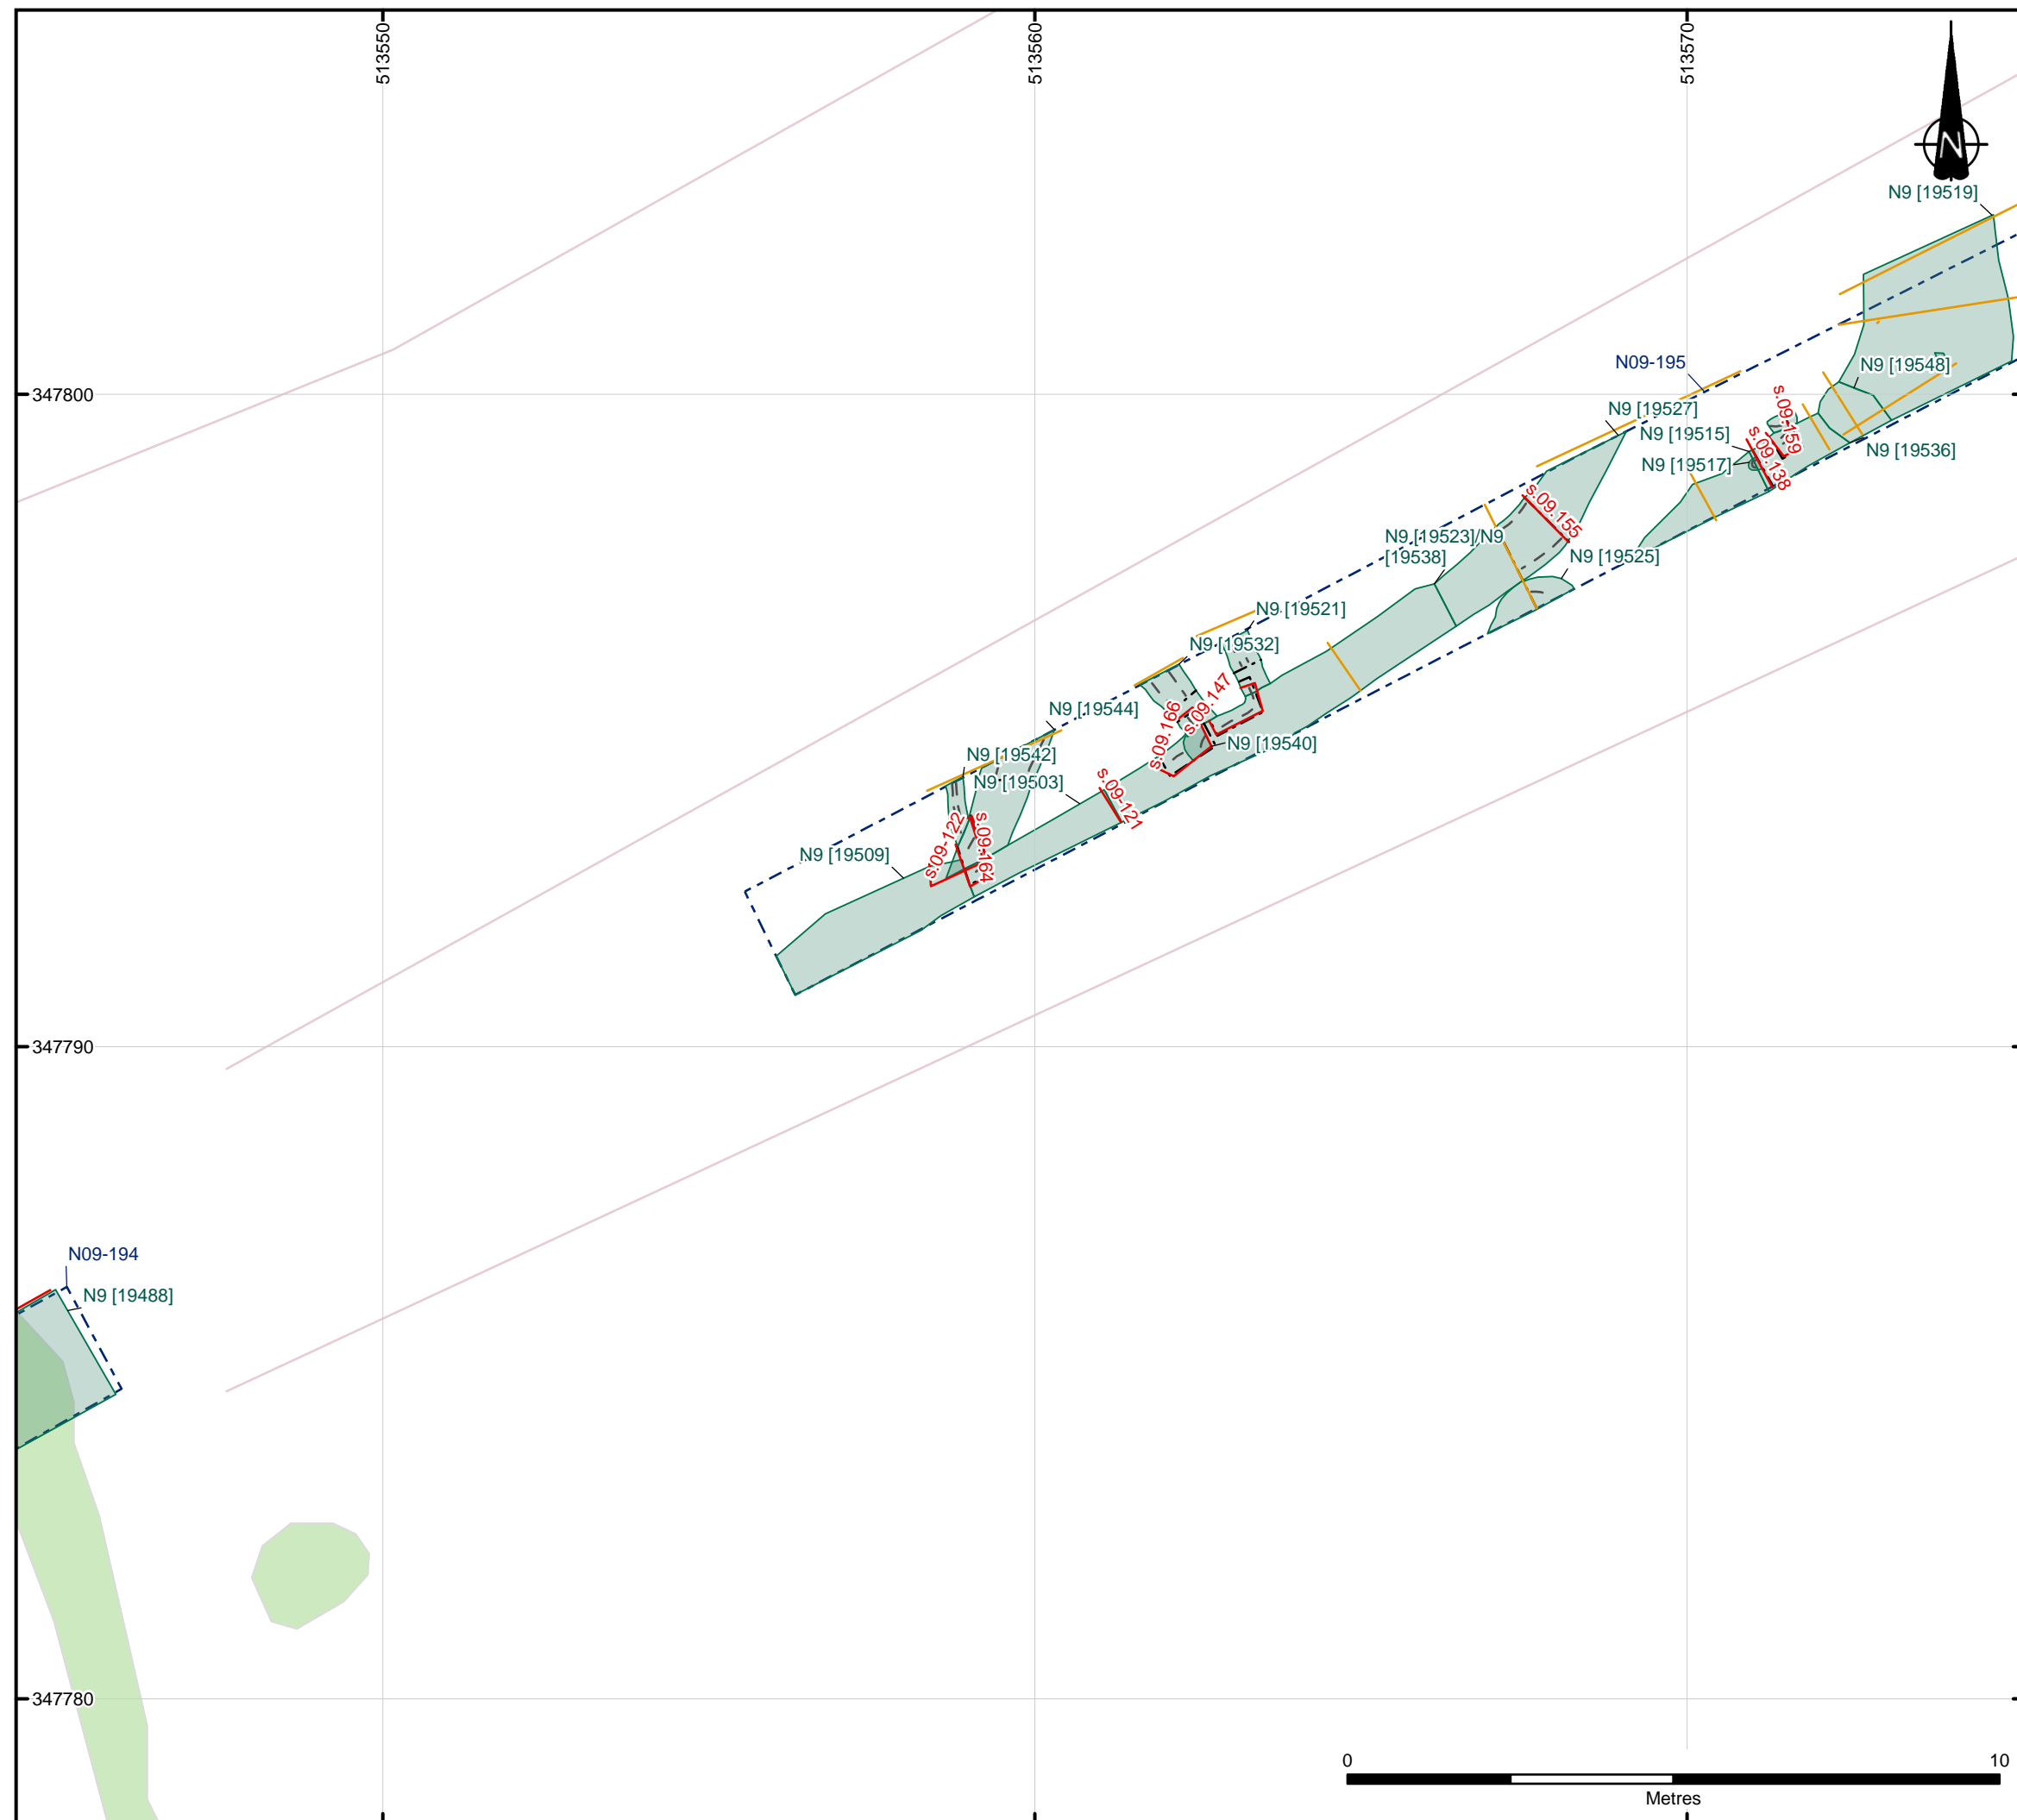 513550
513560
513570
N
N9 [19519]
N09-195
347800
N9 [19548]
N9 [19527]
s.09.159
N9 [19515]
N9 [19517]
s.09-138
N9 [19536]
s.09.155
N9 [19523]/N9
[19538]
N9 [19525]
N9 [19521]
N9 [19532]
s.09.147
s.09.166
N9 [19544]
N9 [19540]
N9 [19542]
N9 [19503]
s.09-121
s.09-122
s.09.164
N9 [19509]
347790
N09-194
N9 [19488]
347780
0
10
Metres